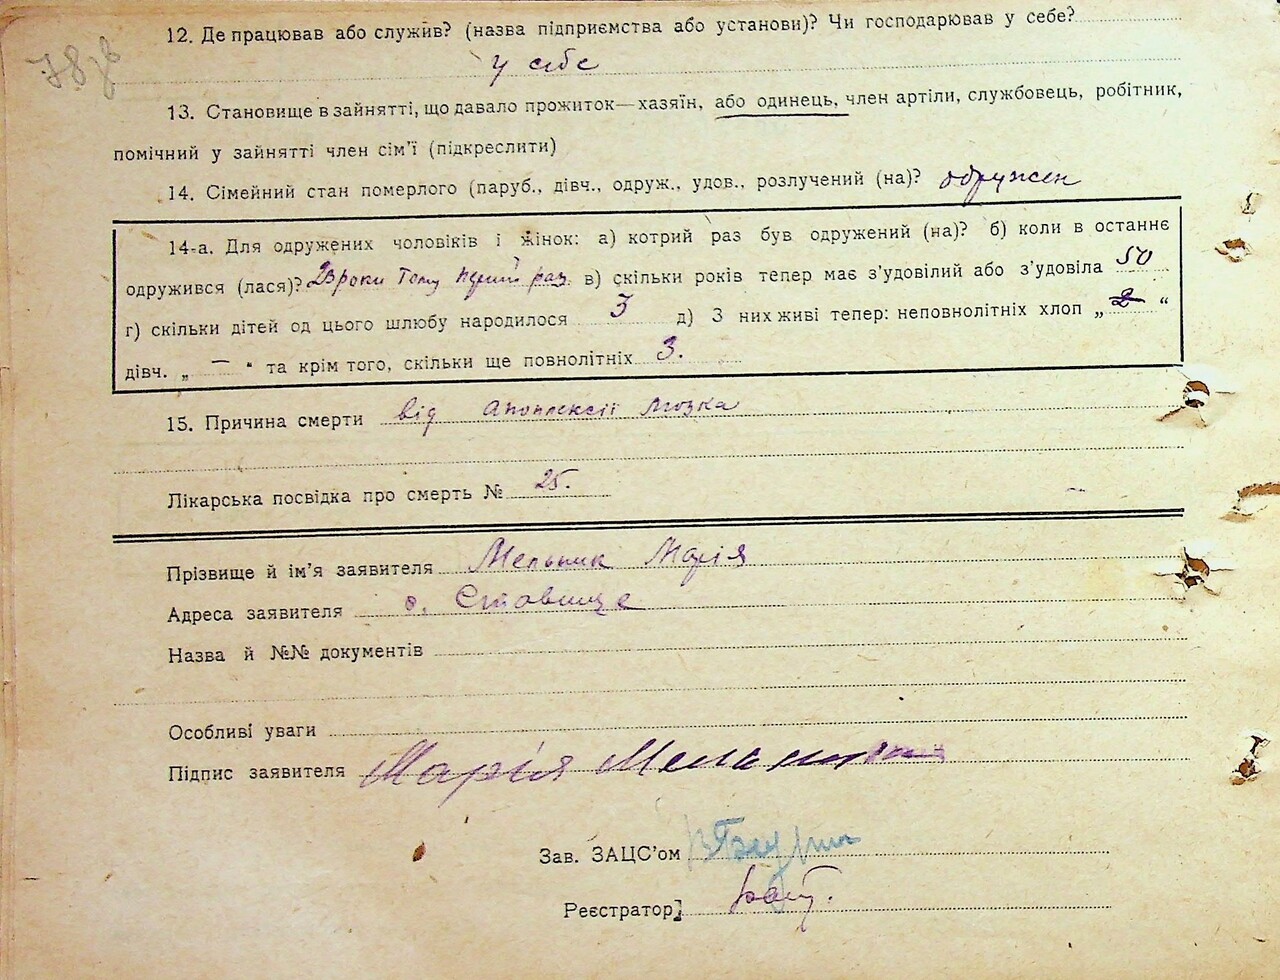 78 зв
12. Де працював або служив? (назва підприємства або установи)? Чи господарював у себе?
у себе
13. Становище в зайнятті, що давало прожиток—хазяїн, або одинець, член артіли, службовець, робітник,
помічний у зайнятті член сім'ї (підкреслити)
14. Сімейний стан померлого (паруб., дівч., одруж., удов., розлучений (на)? одружен
14-а. Для одружених чоловіків і жінок: а) котрий раз був одружений (на)? б) коли в останнє
одружився (лася)? 23 роки тому перший раз в) скільки років тепер має з'удовілий або з'удовіла 50
г) скільки дітей од цього шлюбу народилося 3 д) З них живі тепер: неповнолітніх хлоп „ 2 “
дівч. „ — “ та крім того, скільки ще повнолітніх 3.
15. Причина смерти від апоплексії мозка
Лікарська посвідка про смерть № 25.
Прізвище й ім'я заявителя Мельник Марія
Адреса заявителя с. Ставище
Назва й №№ документів
Особливі уваги
Підпис заявителя Марія
Зав. ЗАЦС'ом
Реєстратор